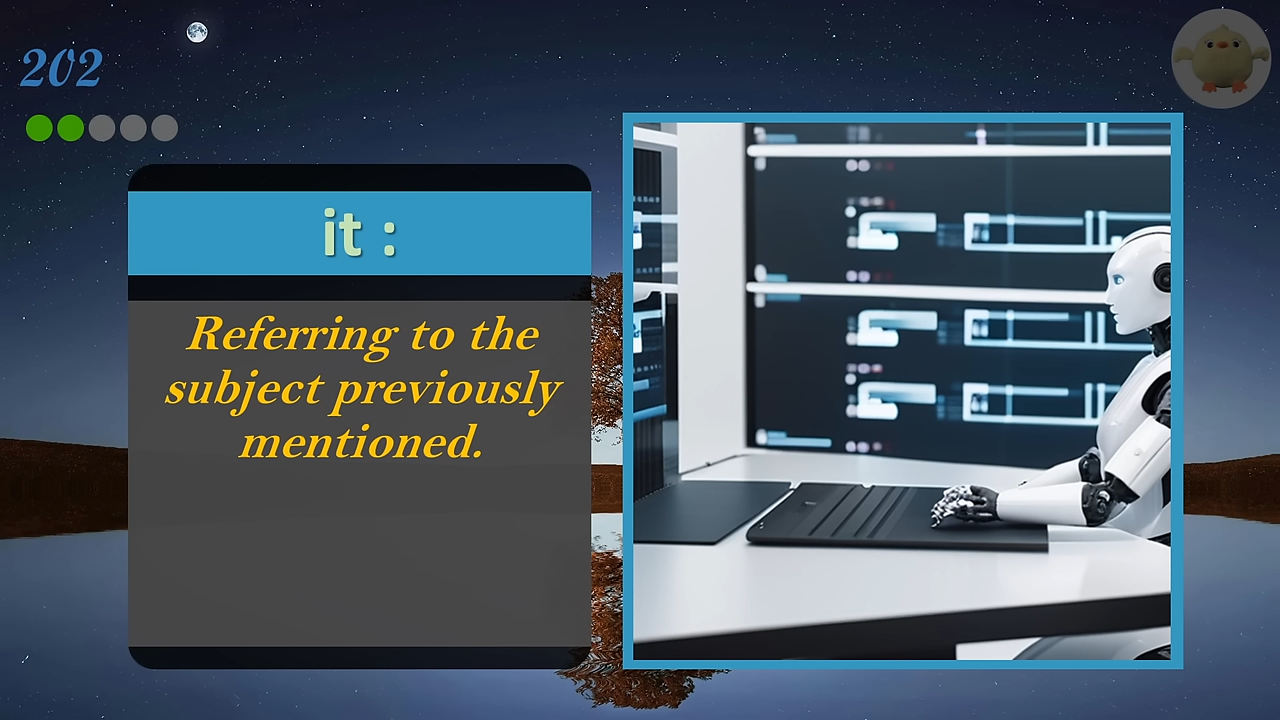 202
it :
Referring to the
subject previously
mentioned.